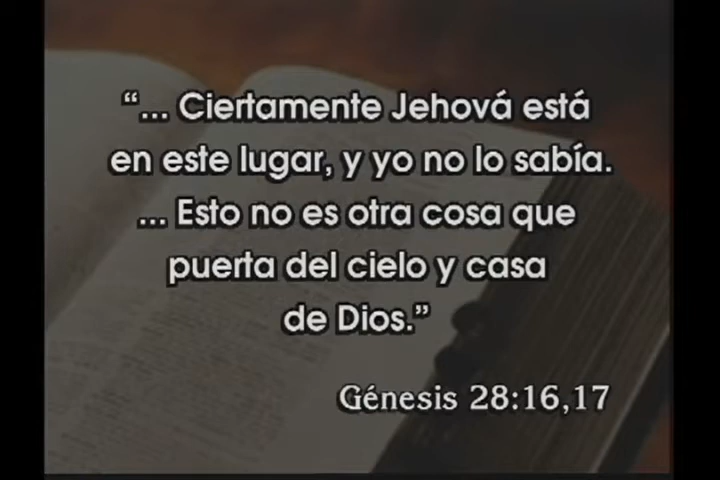 “... Ciertamente Jehová está
en este lugar, y yo no lo sabía.
... Esto no es otra cosa que
puerta del cielo y casa
de Dios.”
Génesis 28:16,17